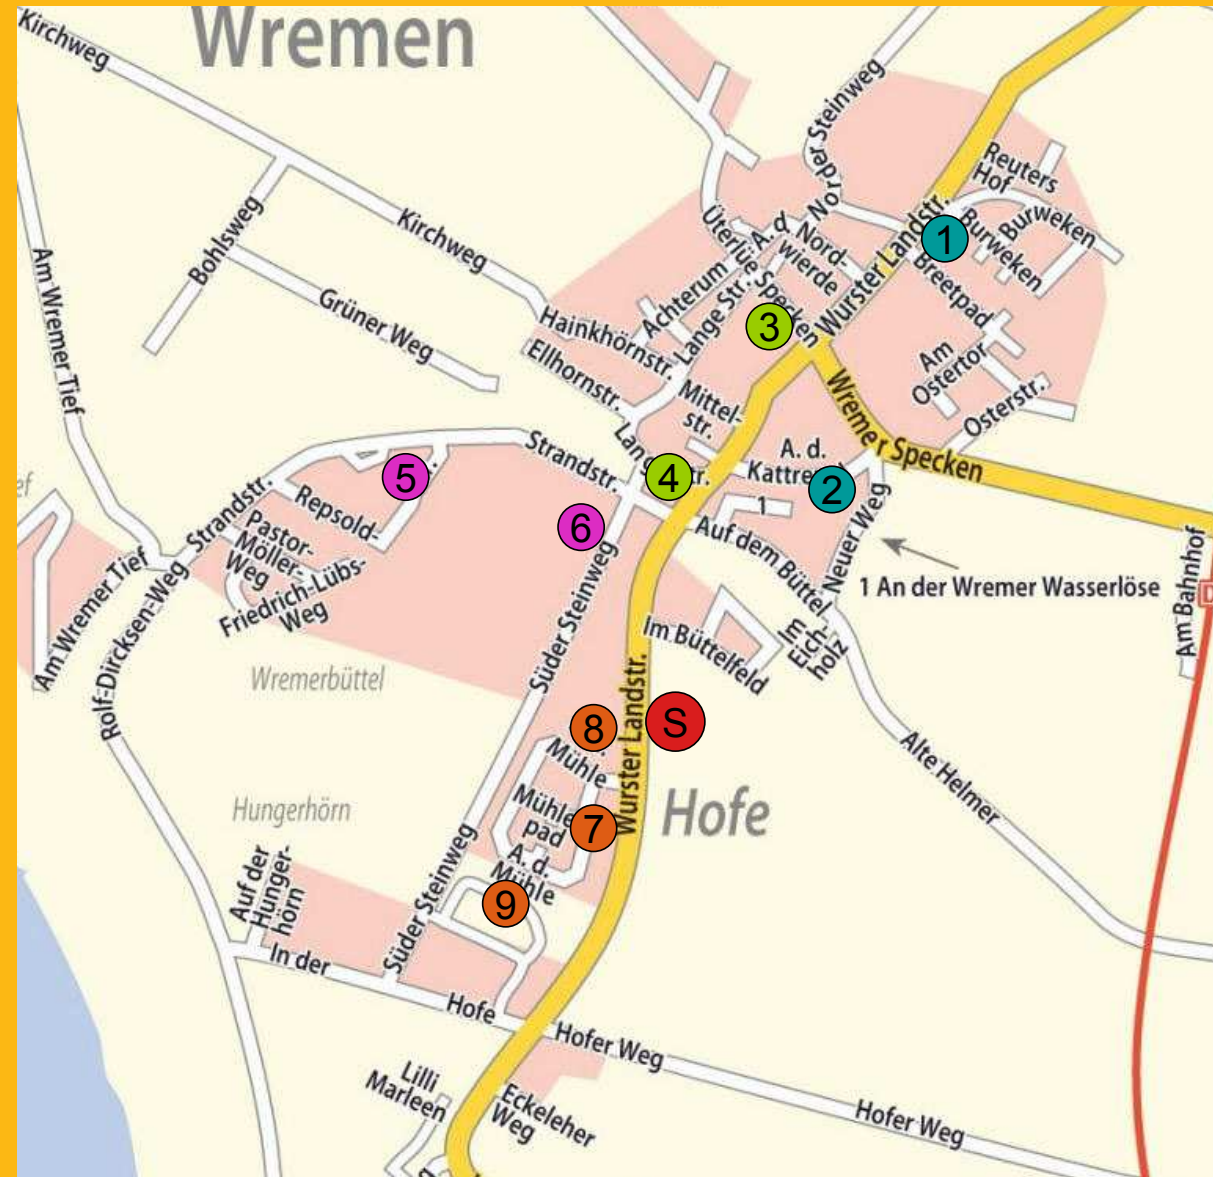 Wremen
Kirchweg
Norder Steinweg
Reuters
Hof
Burweken
Burweken
Wurster Landstr.
1
Breetpad
A. d.
Nord-
wierde
Üterlüe Specken
Achterum
Lange Str.
Bohlsweg
Kirchweg
Am Wremer Tief
Grüner Weg
Hainkhörnstr.
Ellhornstr.
3
Mittel-
str.
Am
Ostertor
Osterstr.
Wremer Specken
Strandstr.
4
A. d.
2
5
6
1
Strandstr.
Repsold-
Pastor-
Möller-
Weg
Friedrich-Lübs-
Weg
Auf dem Büttel
Neuer Weg
1 An der Wremer Wasserlöse
Am Bahnhof
Am Wremer Tief
Rolf-Dircksen-Weg
Süder Steinweg
Im Büttelfeld
Im
Eich-
holz
Wremerbüttel
Wurster Landstr.
S
8
Mühle
Alte Helmer
Hungerhörn
Mühle
pad
7
Hofe
A. d.
Mühle
9
Auf der
Hunger-
hörn
Süder Steinweg
In der
Hofe
Hofer Weg
Lilli
Marleen
Eckeleher
Weg
Hofer Weg